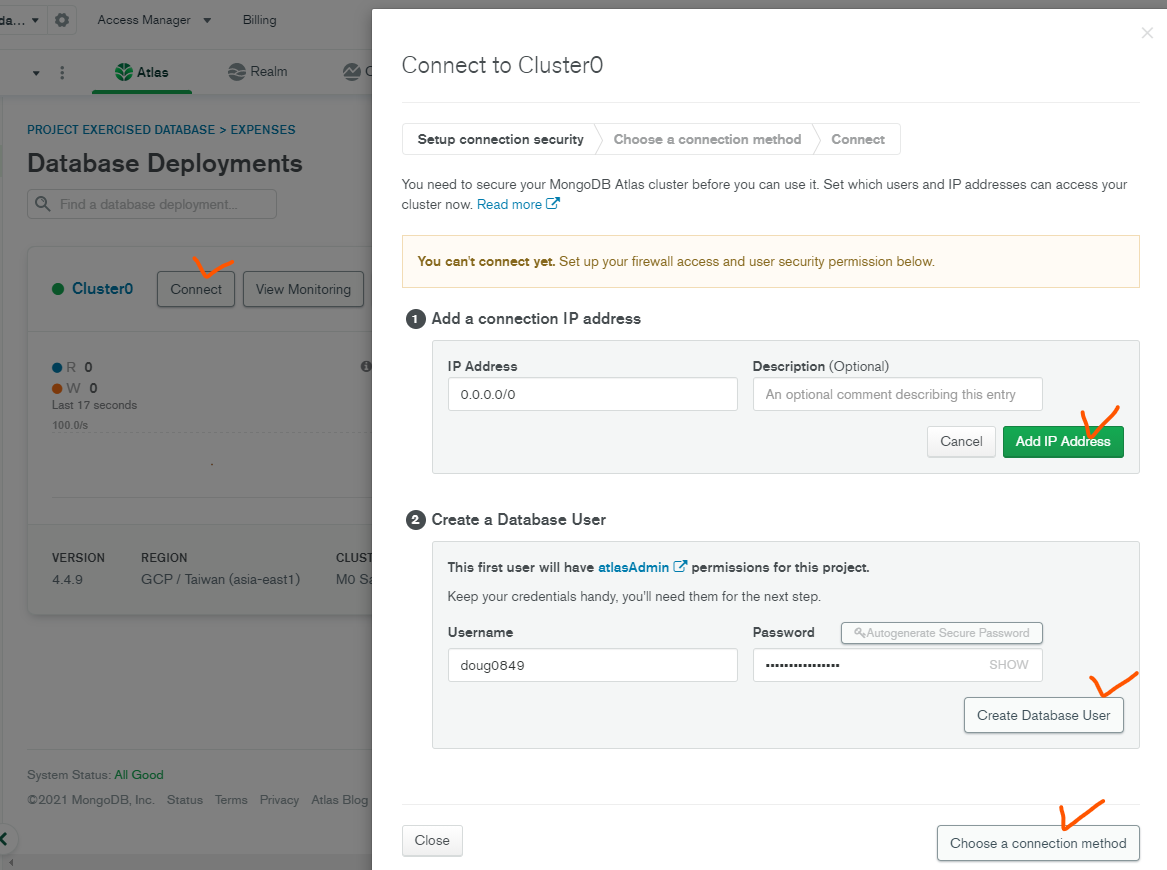 da...
Access Manager
Billing
Atlas
Realm
PROJECT EXERCISED DATABASE > EXPENSES
Database Deployments
Find a database deployment...
Cluster0
Connect
View Monitoring
R 0
W 0
Last 17 seconds
100.0/s
VERSION
REGION
CLUST
4.4.9
GCP / Taiwan (asia-east1)
M0 Sa
System Status: All Good
©2021 MongoDB, Inc. Status Terms Privacy Atlas Blog
Connect to Cluster0
Setup connection security
Choose a connection method
Connect
You need to secure your MongoDB Atlas cluster before you can use it. Set which users and IP addresses can access your
cluster now. Read more
You can't connect yet. Set up your firewall access and user security permission below.
1 Add a connection IP address
IP Address
Description (Optional)
0.0.0.0/0
An optional comment describing this entry
Cancel
Add IP Address
2 Create a Database User
This first user will have atlasAdmin permissions for this project.
Keep your credentials handy, you'll need them for the next step.
Username
Password
Autogenerate Secure Password
doug0849
••••••••••••••••
SHOW
Create Database User
Close
Choose a connection method